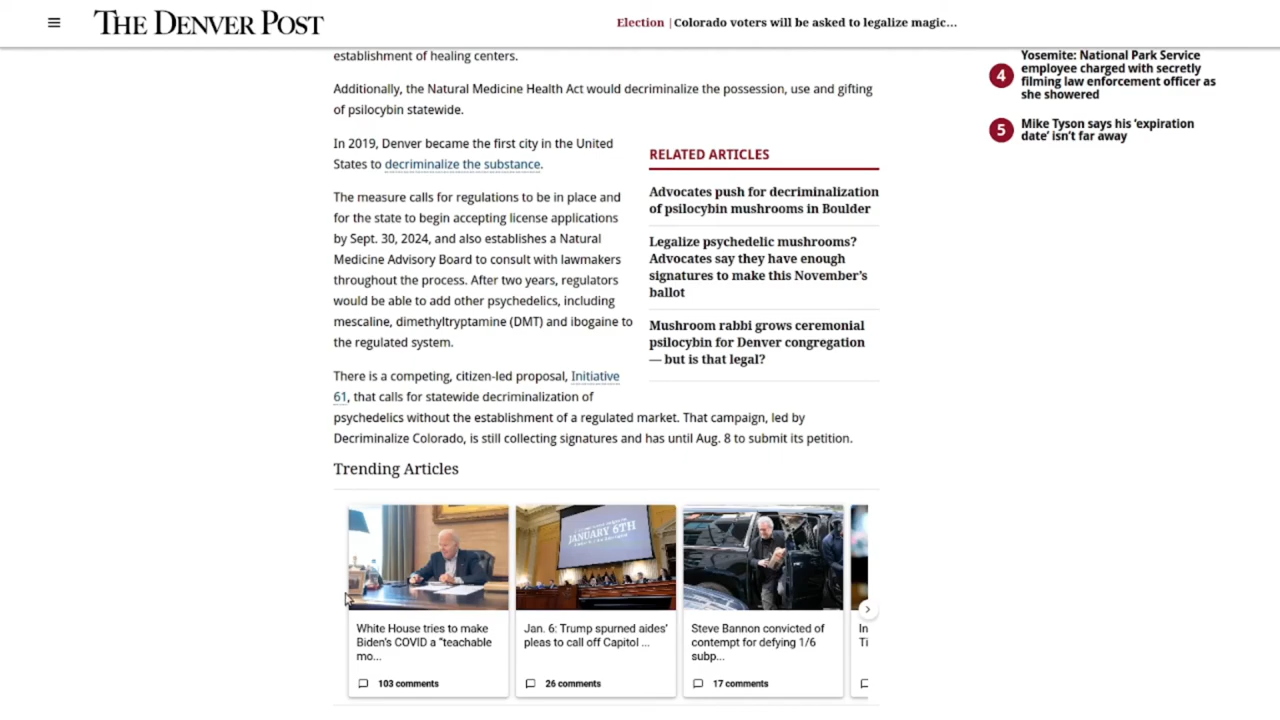 THE DENVER POST
Election | Colorado voters will be asked to legalize magic...
establishment of healing centers.
Additionally, the Natural Medicine Health Act would decriminalize the possession, use and gifting
of psilocybin statewide.
In 2019, Denver became the first city in the United
States to decriminalize the substance.
The measure calls for regulations to be in place and
for the state to begin accepting license applications
by Sept. 30, 2024, and also establishes a Natural
Medicine Advisory Board to consult with lawmakers
throughout the process. After two years, regulators
would be able to add other psychedelics, including
mescaline, dimethyltryptamine (DMT) and ibogaine to
the regulated system.
There is a competing, citizen-led proposal, Initiative
61, that calls for statewide decriminalization of
psychedelics without the establishment of a regulated market. That campaign, led by
Decriminalize Colorado, is still collecting signatures and has until Aug. 8 to submit its petition.
RELATED ARTICLES
Advocates push for decriminalization
of psilocybin mushrooms in Boulder
Legalize psychedelic mushrooms?
Advocates say they have enough
signatures to make this November's
ballot
Mushroom rabbi grows ceremonial
psilocybin for Denver congregation
— but is that legal?
4
Yosemite: National Park Service
employee charged with secretly
filming law enforcement officer as
she showered
5
Mike Tyson says his 'expiration
date' isn't far away
Trending Articles
White House tries to make
Biden's COVID a "teachable
mo...
103 comments
JANUARY 6TH
Jan. 6: Trump spurned aides'
pleas to call off Capitol ...
26 comments
Steve Bannon convicted of
contempt for defying 1/6
subp...
17 comments
In
Ti